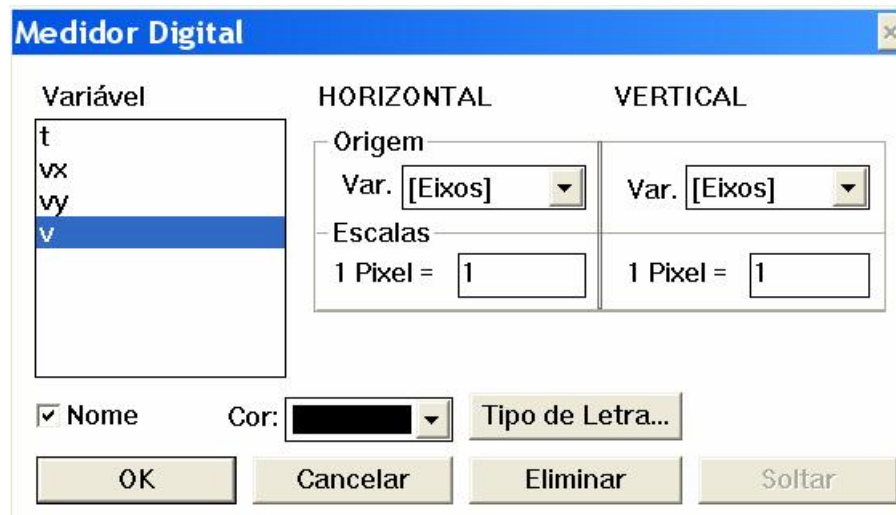 Medidor Digital
Variável HORIZONTAL VERTICAL
t
vx
vy
v
Origem
Var. [Eixos] Var. [Eixos]
Escalas
1 Pixel = 1 1 Pixel = 1
Nome Cor: Tipo de Letra...
OK Cancelar Eliminar Soltar